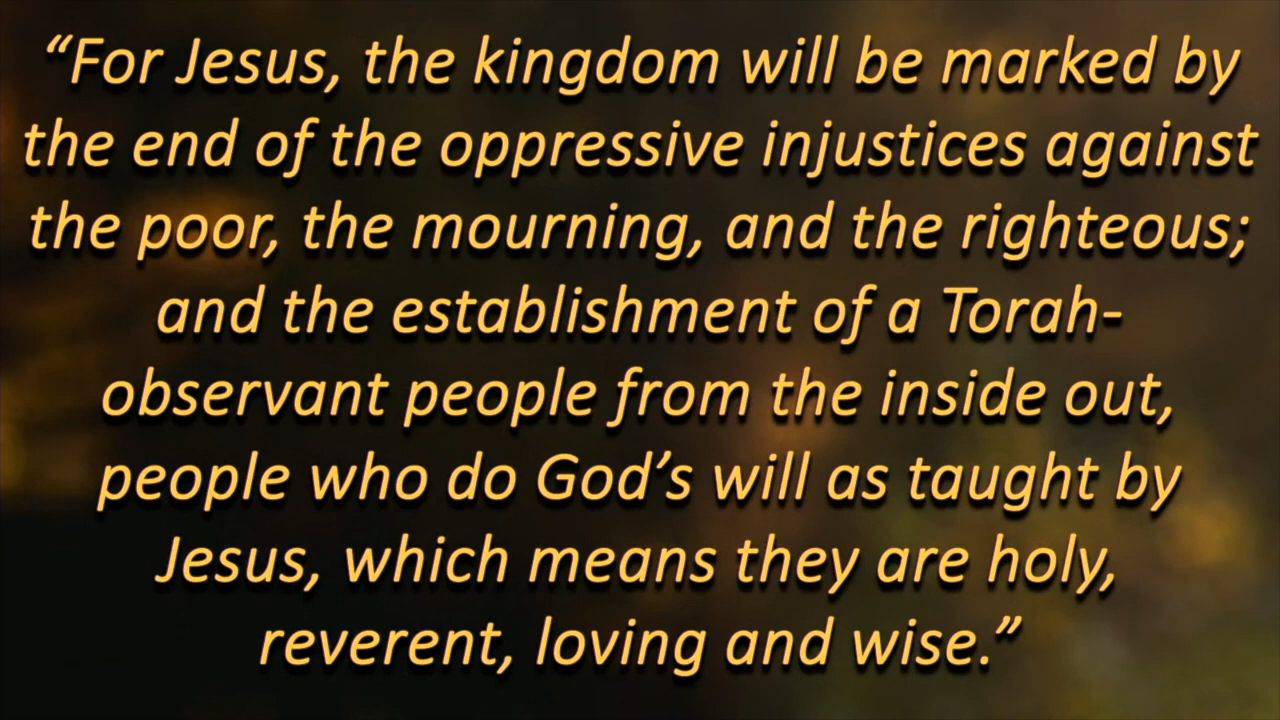 “For Jesus, the kingdom will be marked by
the end of the oppressive injustices against
the poor, the mourning, and the righteous;
and the establishment of a Torah-
observant people from the inside out,
people who do God’s will as taught by
Jesus, which means they are holy,
reverent, loving and wise.”